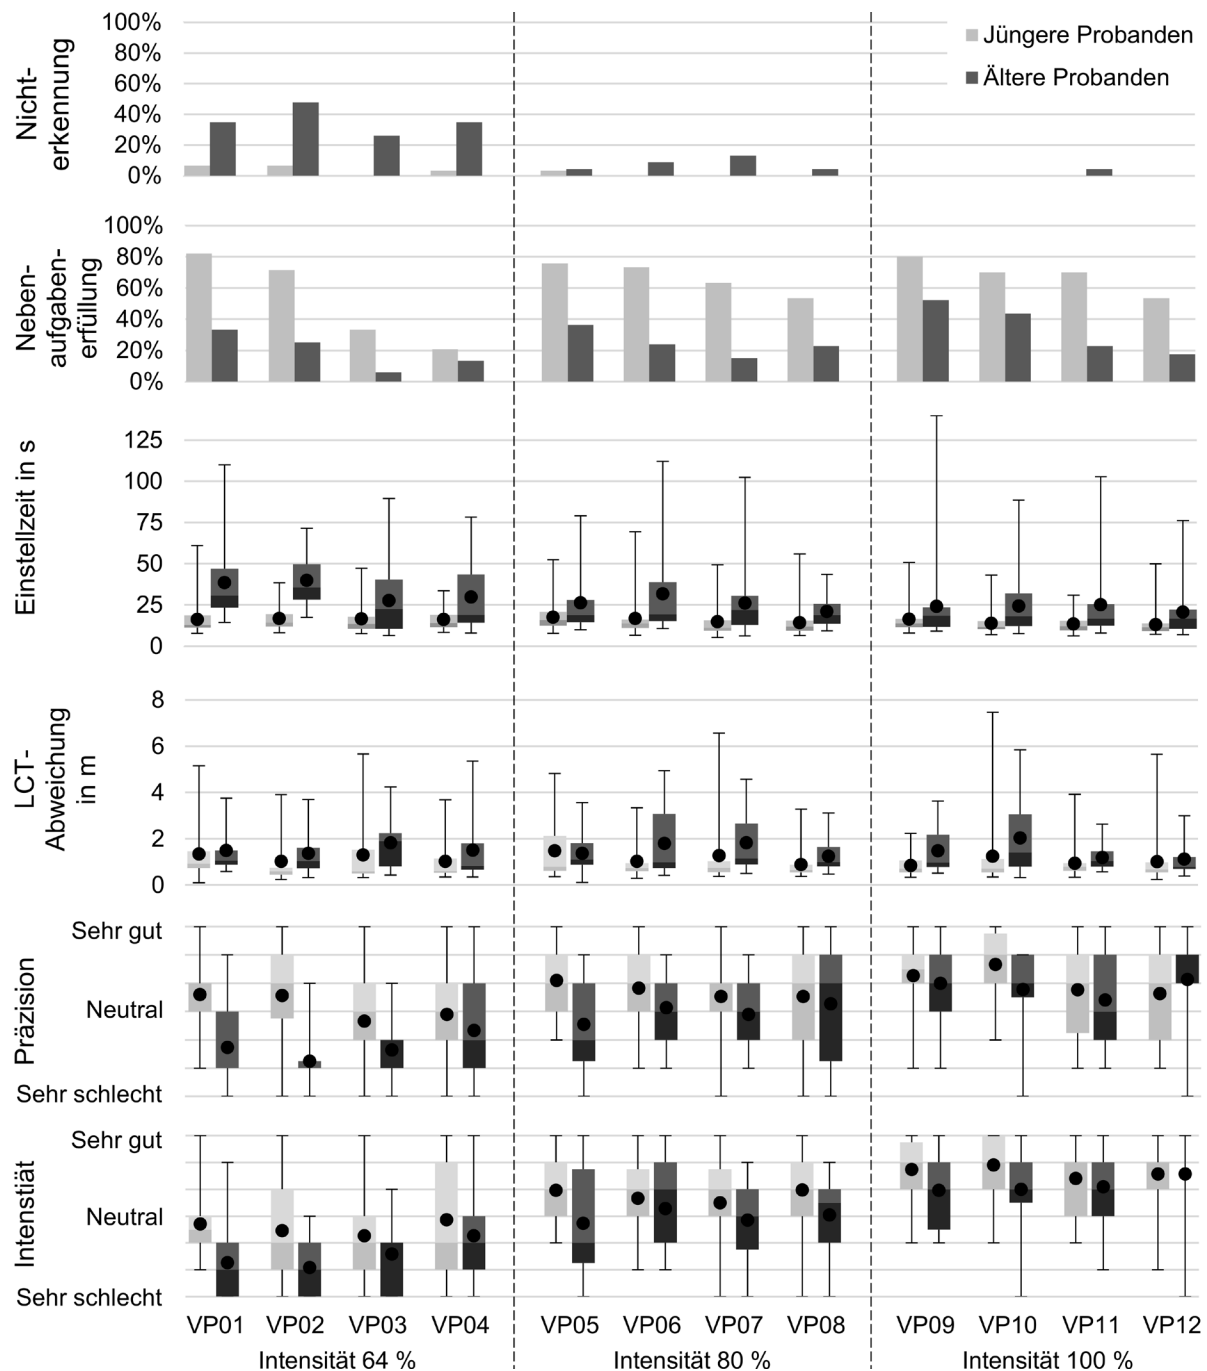 Jüngere Probanden
Ältere Probanden
Nicht-
erkennung
100%
80%
60%
40%
20%
0%
Neben-
aufgaben-
erfüllung
100%
80%
60%
40%
20%
0%
Einstellzeit in s
125
100
75
50
25
0
LCT-
Abweichung
in m
8
6
4
2
0
Präzision
Sehr gut
Neutral
Sehr schlecht
Intenstiät
Sehr gut
Neutral
Sehr schlecht
VP01 VP02 VP03 VP04 VP05 VP06 VP07 VP08 VP09 VP10 VP11 VP12
Intensität 64 % Intensität 80 % Intensität 100 %